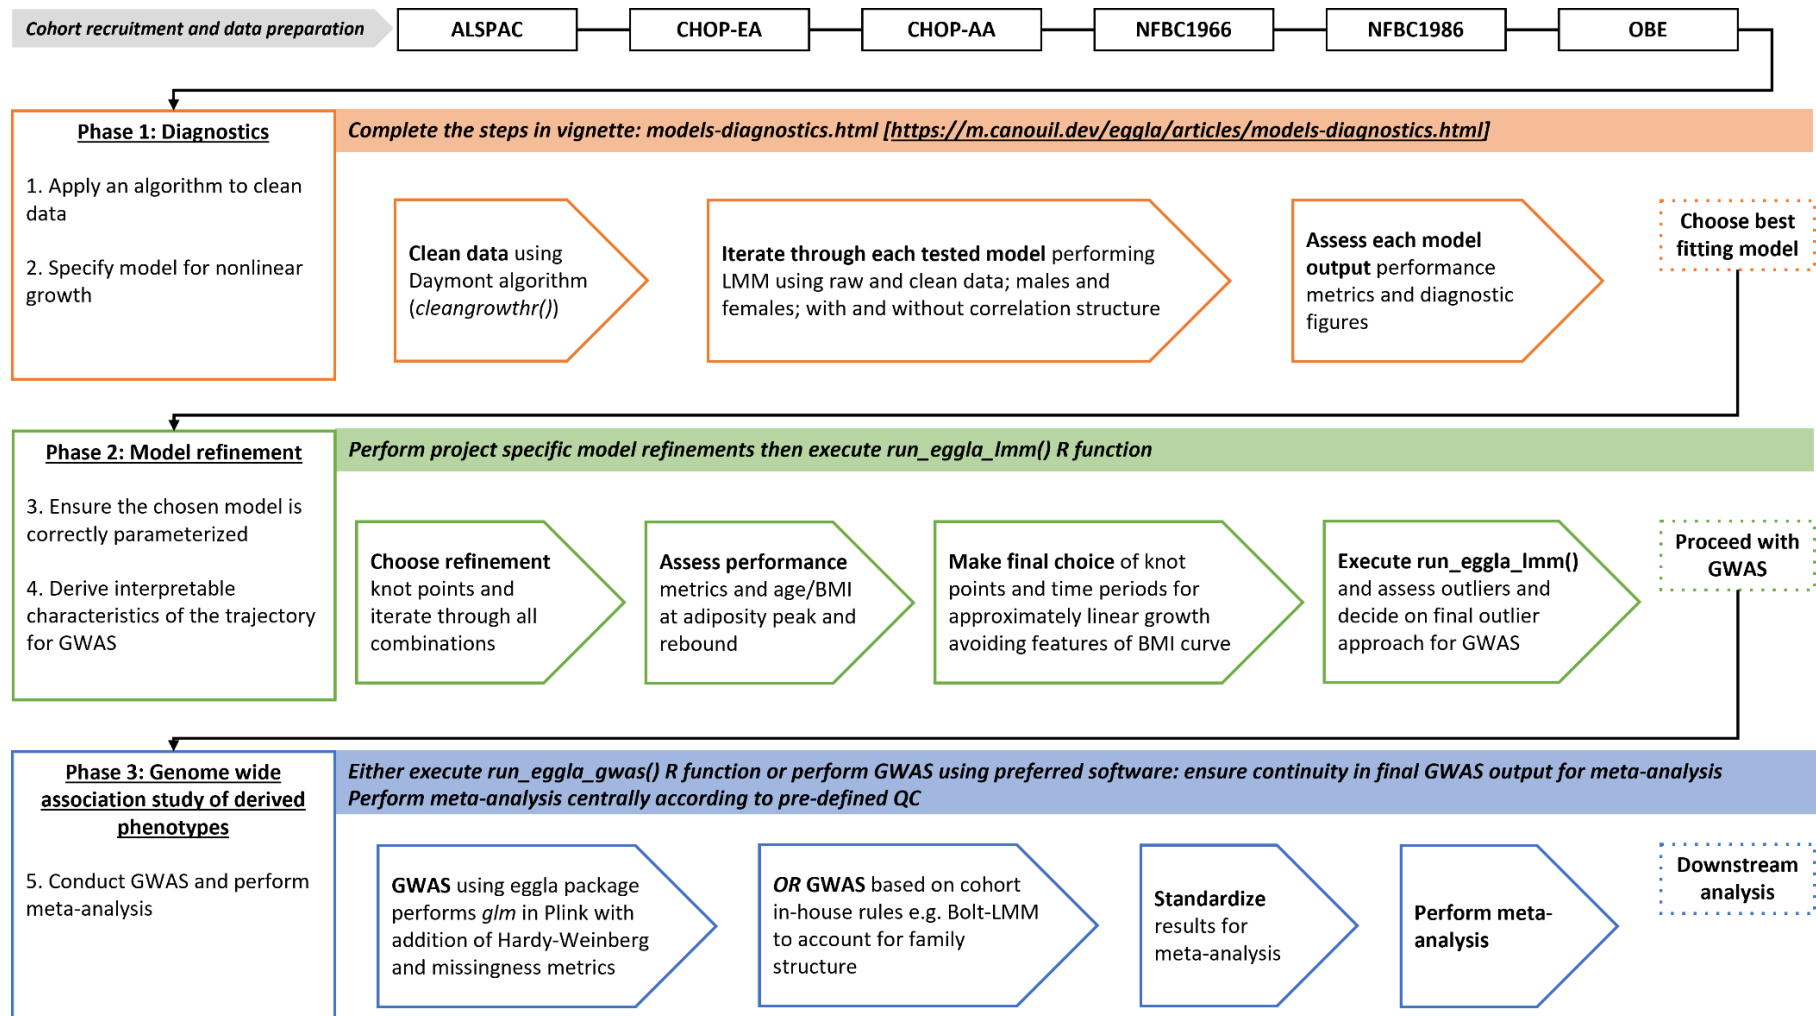 Cohort recruitment and data preparation
ALSPAC
CHOP-EA
CHOP-AA
NFBC1966
NFBC1986
OBE
Phase 1: Diagnostics
1. Apply an algorithm to clean
data
2. Specify model for nonlinear
growth
Complete the steps in vignette: models-diagnostics.html [https://m.canouil.dev/eggla/articles/models-diagnostics.html]
Clean data using
Daymont algorithm
(cleangrowthr())
Iterate through each tested model performing
LMM using raw and clean data; males and
females; with and without correlation structure
Assess each model
output performance
metrics and diagnostic
figures
Choose best
fitting model
Phase 2: Model refinement
3. Ensure the chosen model is
correctly parameterized
4. Derive interpretable
characteristics of the trajectory
for GWAS
Perform project specific model refinements then execute run_eggla_lmm() R function
Choose refinement
knot points and
iterate through all
combinations
Assess performance
metrics and age/BMI
at adiposity peak and
rebound
Make final choice of knot
points and time periods for
approximately linear growth
avoiding features of BMI curve
Execute run_eggla_lmm()
and assess outliers and
decide on final outlier
approach for GWAS
Proceed with
GWAS
Phase 3: Genome wide
association study of derived
phenotypes
5. Conduct GWAS and perform
meta-analysis
Either execute run_eggla_gwas() R function or perform GWAS using preferred software: ensure continuity in final GWAS output for meta-analysis
Perform meta-analysis centrally according to pre-defined QC
GWAS using eggla package
performs glm in Plink with
addition of Hardy-Weinberg
and missingness metrics
OR GWAS based on cohort
in-house rules e.g. Bolt-LMM
to account for family
structure
Standardize
results for
meta-analysis
Perform meta-
analysis
Downstream
analysis